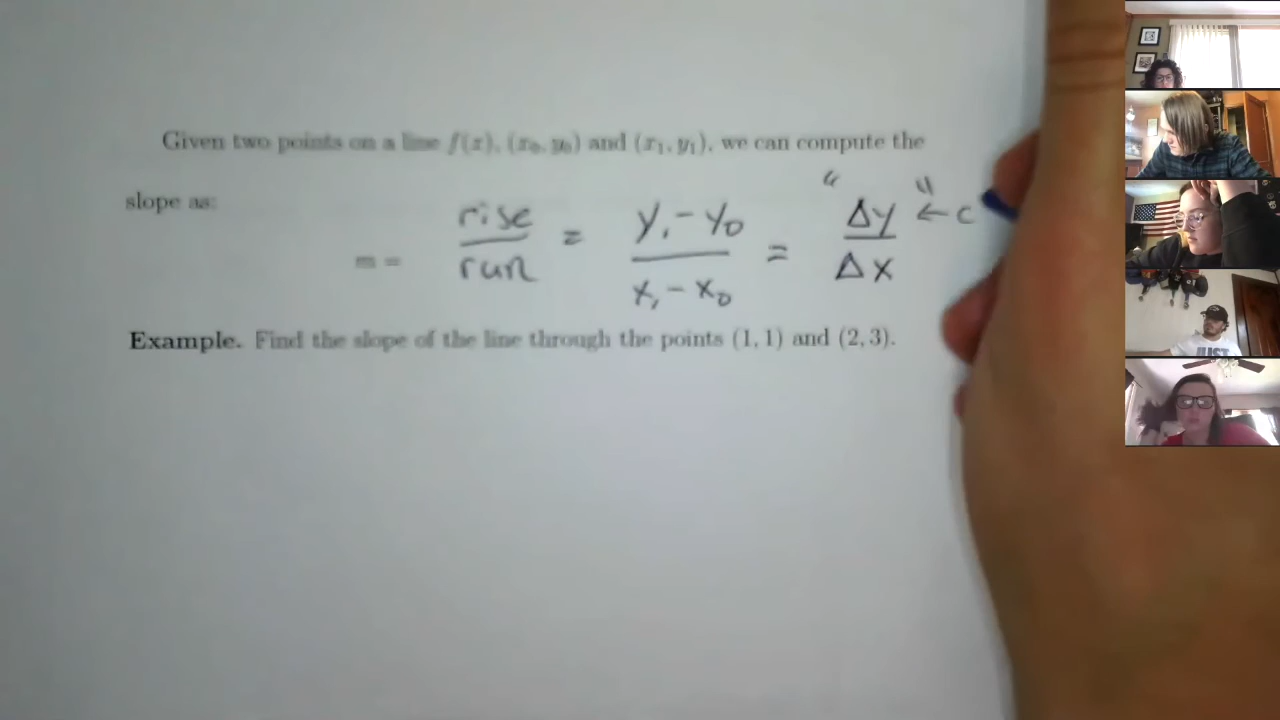 Given two points on a line f(x), (x₀, y₀) and (x₁, y₁), we can compute the
slope as:
m = rise/run = y₁ - y₀ / x₁ - x₀ = "Δy/Δx" ← c
Example. Find the slope of the line through the points (1, 1) and (2, 3).
JUST